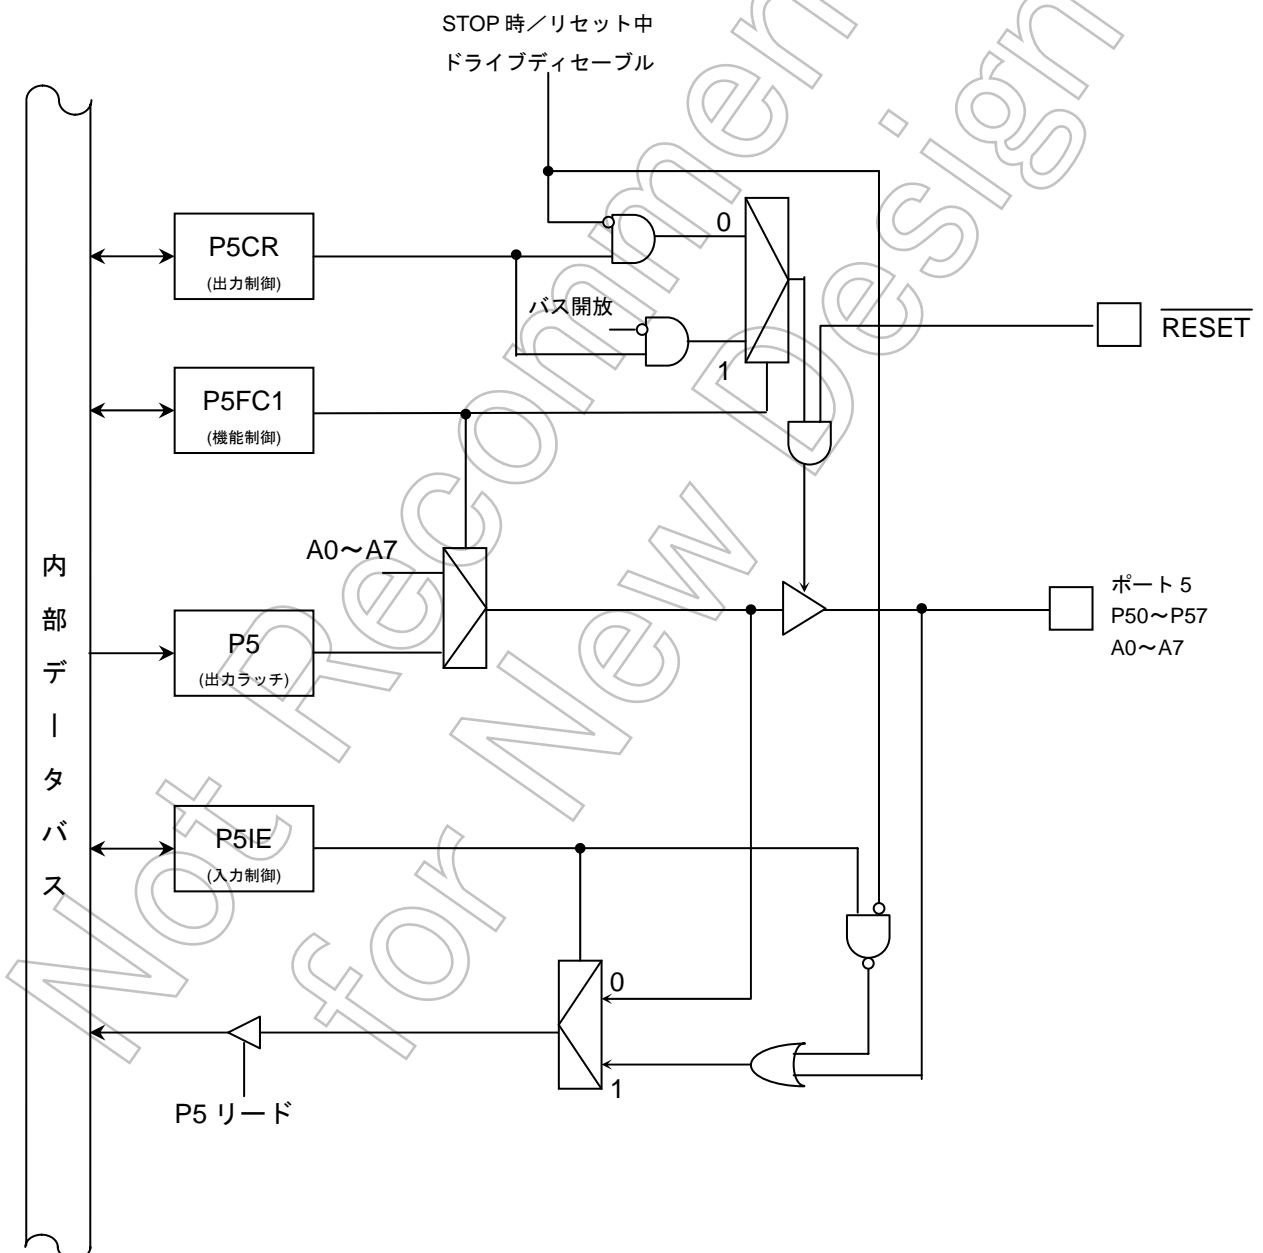 STOP 時／リセット中
ドライブディセーブル
P5CR
(出力制御)
0
バス開放
1
RESET
P5FC1
(機能制御)
A0～A7
ポート 5
P50～P57
A0～A7
P5
(出力ラッチ)
内部データバス
P5IE
(入力制御)
0
1
P5 リード
Not Recommen
for New Design